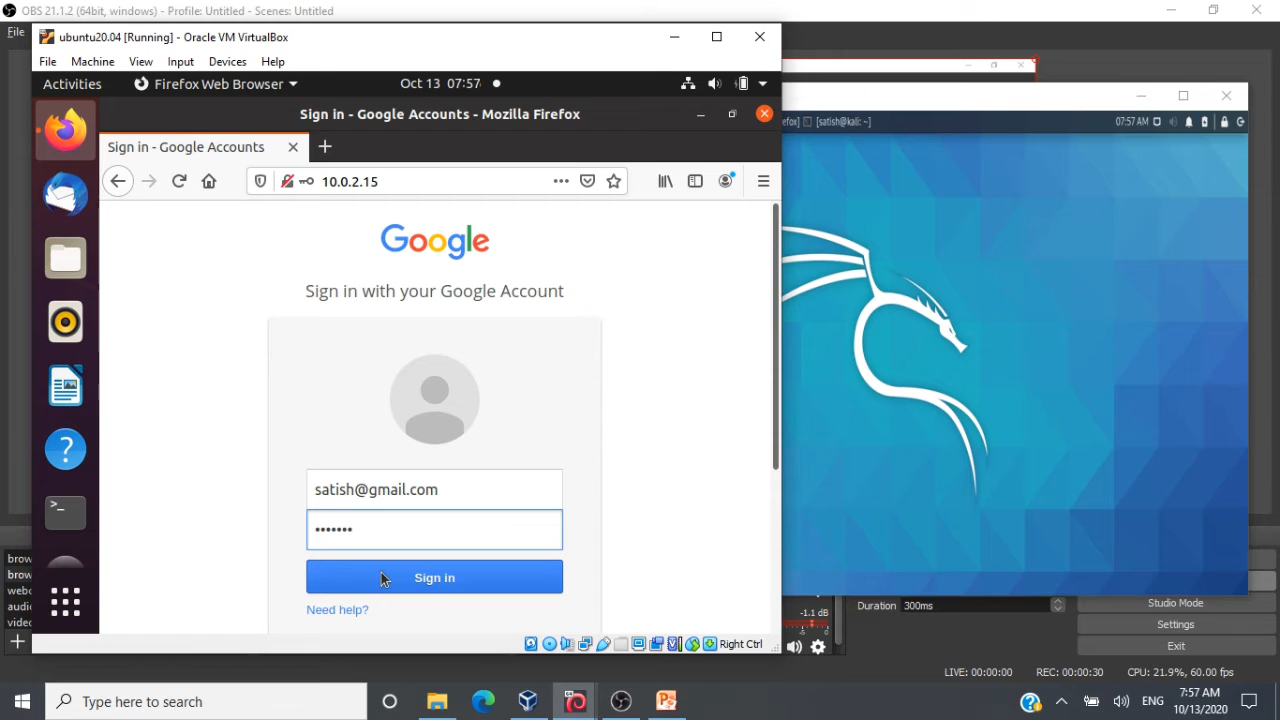 OBS 21.1.2 (64bit, windows) - Profile: Untitled - Scenes: Untitled
File
ubuntu20.04 [Running] - Oracle VM VirtualBox
File Machine View Input Devices Help
Activities Firefox Web Browser Oct 13 07:57
Sign in - Google Accounts - Mozilla Firefox
Sign in - Google Accounts
10.0.2.15
Google
Sign in with your Google Account
satish@gmail.com
•••••••
Sign in
Need help?
Right Ctrl
[satish@kali: ~]
07:57 AM
-1.1 dB
Duration 300ms
Studio Mode
Settings
Exit
LIVE: 00:00:00 REC: 00:00:30 CPU: 21.9%, 60.00 fps
Type here to search
ENG
7:57 AM
10/13/2020